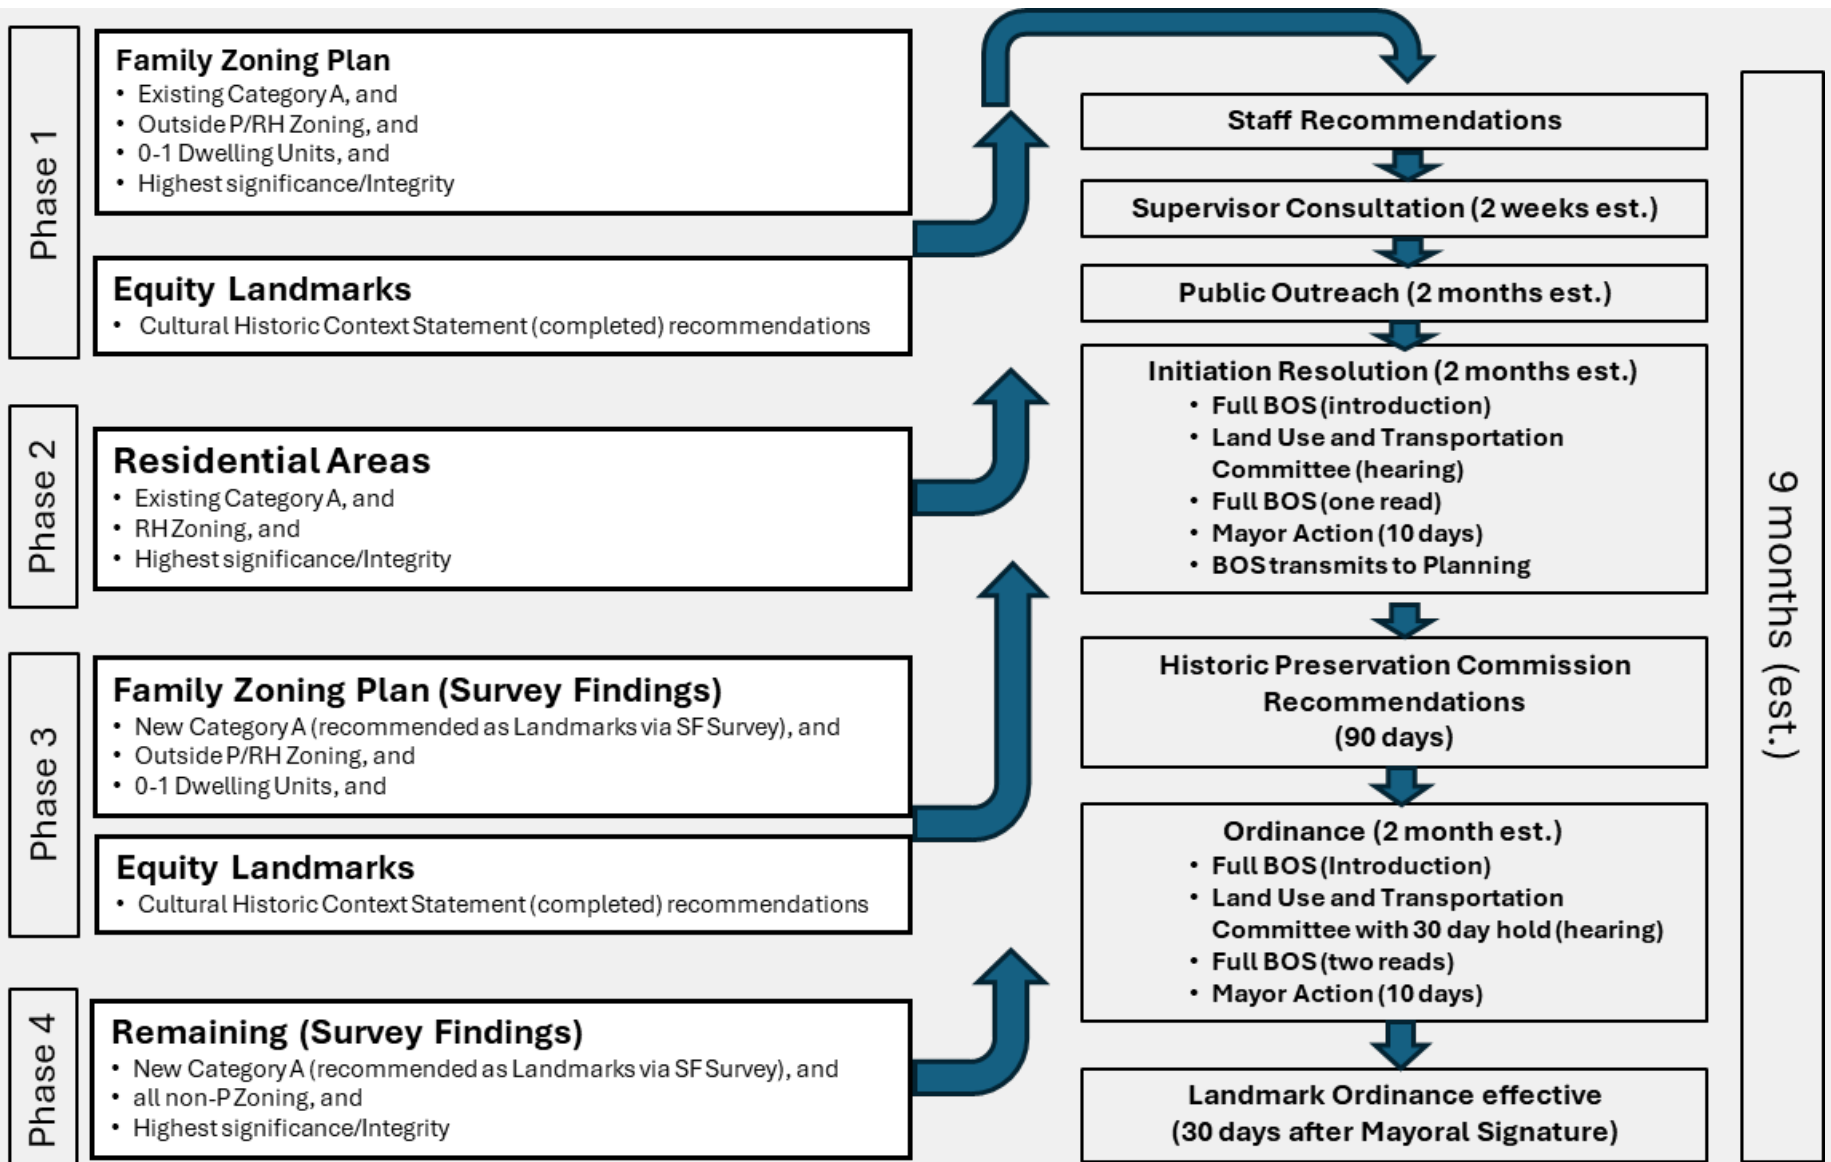 Phase 1
Family Zoning Plan
• Existing Category A, and
• Outside P/RH Zoning, and
• 0-1 Dwelling Units, and
• Highest significance/Integrity
Equity Landmarks
• Cultural Historic Context Statement (completed) recommendations
Phase 2
Residential Areas
• Existing Category A, and
• RH Zoning, and
• Highest significance/Integrity
Phase 3
Family Zoning Plan (Survey Findings)
• New Category A (recommended as Landmarks via SF Survey), and
• Outside P/RH Zoning, and
• 0-1 Dwelling Units, and
Equity Landmarks
• Cultural Historic Context Statement (completed) recommendations
Phase 4
Remaining (Survey Findings)
• New Category A (recommended as Landmarks via SF Survey), and
• all non-P Zoning, and
• Highest significance/Integrity
Staff Recommendations
Supervisor Consultation (2 weeks est.)
Public Outreach (2 months est.)
Initiation Resolution (2 months est.)
• Full BOS (introduction)
• Land Use and Transportation
Committee (hearing)
• Full BOS (one read)
• Mayor Action (10 days)
• BOS transmits to Planning
Historic Preservation Commission
Recommendations
(90 days)
Ordinance (2 month est.)
• Full BOS (Introduction)
• Land Use and Transportation
Committee with 30 day hold (hearing)
• Full BOS (two reads)
• Mayor Action (10 days)
Landmark Ordinance effective
(30 days after Mayoral Signature)
9 months (est.)